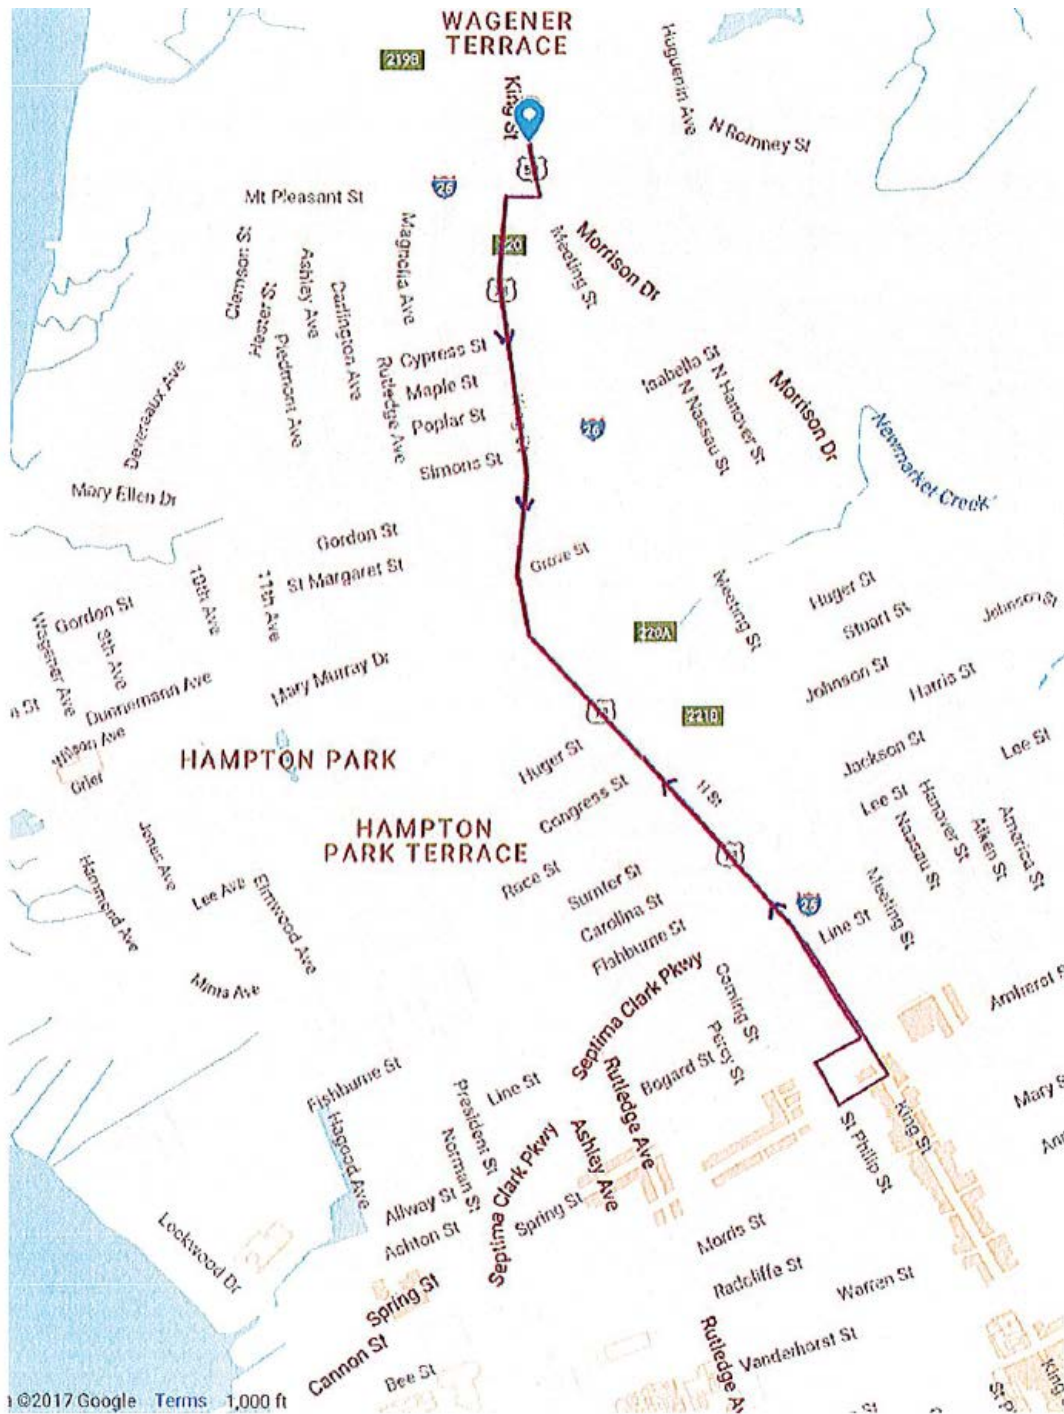 WAGENER
TERRACE
219B
King St
Huguenin Ave
N Romney St
26
Mt Pleasant St
Magnolia Ave
Meeting St
Morrison Dr
Clemson St
Ashley Ave
Hester St
Darlington Ave
Piedmont Ave
Cypress St
Maple St
Rutledge Ave
Poplar St
Simons St
Isabella St
N Hanover St
N Nassau St
Morrison Dr
26
Devereaux Ave
Mary Ellen Dr
Newmarket Creek
Gordon St
Grove St
St Margaret St
10th Ave
11th Ave
Gordon St
Wagener Ave
9th Ave
Meeting St
Huger St
Stuart St
Johnson St
220A
Johnson St
Harris St
Dunnemann Ave
Mary Murray Dr
e St
Wilson Ave
Grier
221B
HAMPTON PARK
Huger St
Jackson St
Lee St
Congress St
Lee St
Hanover St
Nassau St
Aiken St
America St
HAMPTON
PARK TERRACE
Jones Ave
Hammond Ave
Lee Ave
Elmwood Ave
Race St
Sumter St
Carolina St
Fishburne St
26
Line St
Meeting St
Mims Ave
Septima Clark Pkwy
Coming St
Percy St
Amherst S
Fishburne St
Line St
Bogard St
Rutledge Ave
President St
Norman St
Hagood Ave
Septima Clark Pkwy
Ashley Ave
King St
St Philip St
Mary S
Ann
Allway St
Ashton St
Spring St
Lockwood Dr
Morris St
Radcliffe St
Warren St
Spring St
Cannon St
Bee St
Rutledge Av
Vanderhorst St
King
©2017 Google Terms 1,000 ft